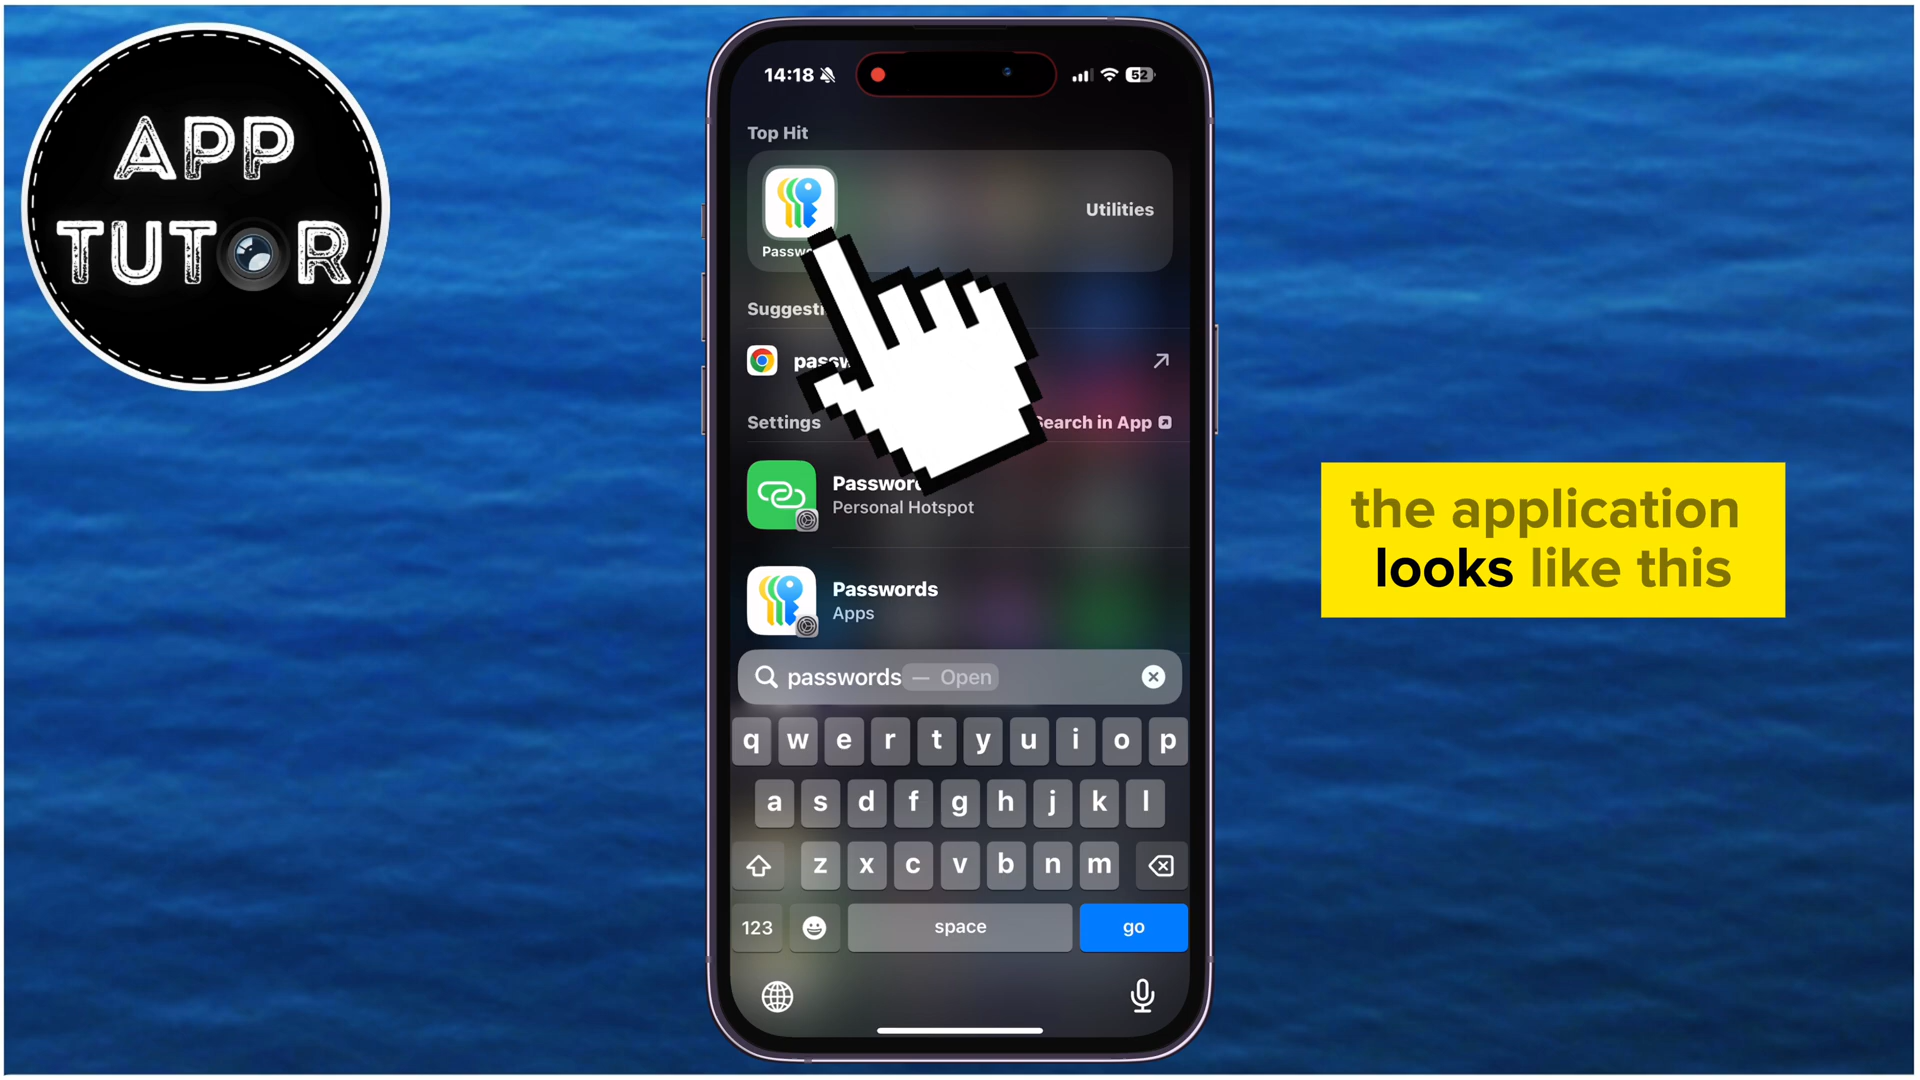 APP
TUTOR
14:18
52
Top Hit
Utilities
Settings
Search in App
Personal Hotspot
Passwords
Apps
passwords — Open
q w e r t y u i o p
a s d f g h j k l
z x c v b n m
123
space
go
the application
looks like this